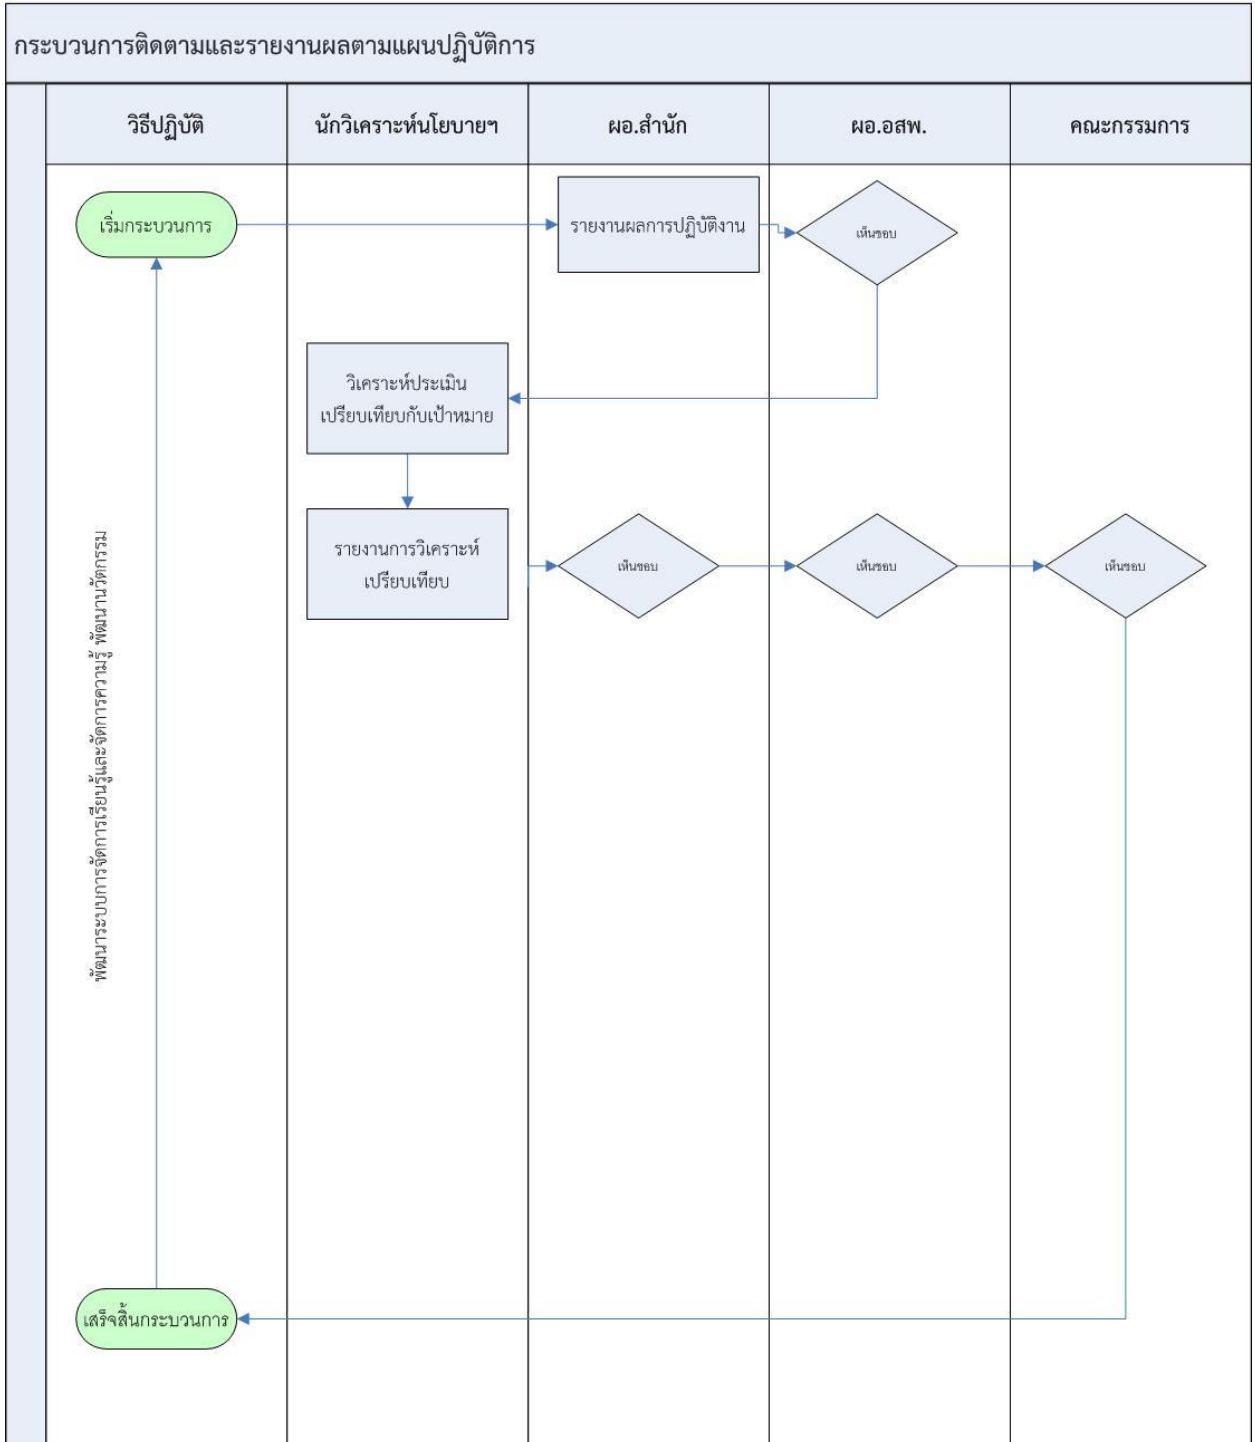 กระบวนการติดตามและรายงานผลตามแผนปฏิบัติการ
วิธีปฏิบัติ
นักวิเคราะห์นโยบายฯ
ผอ.สำนัก
ผอ.อสพ.
คณะกรรมการ
เริ่มกระบวนการ
รายงานผลการปฏิบัติงาน
เห็นชอบ
วิเคราะห์ประเมิน
เปรียบเทียบกับเป้าหมาย
รายงานการวิเคราะห์
เปรียบเทียบ
เห็นชอบ
เห็นชอบ
เห็นชอบ
พัฒนาระบบการจัดการเรียนรู้และจัดการความรู้ พัฒนานวัตกรรม
เสร็จสิ้นกระบวนการ